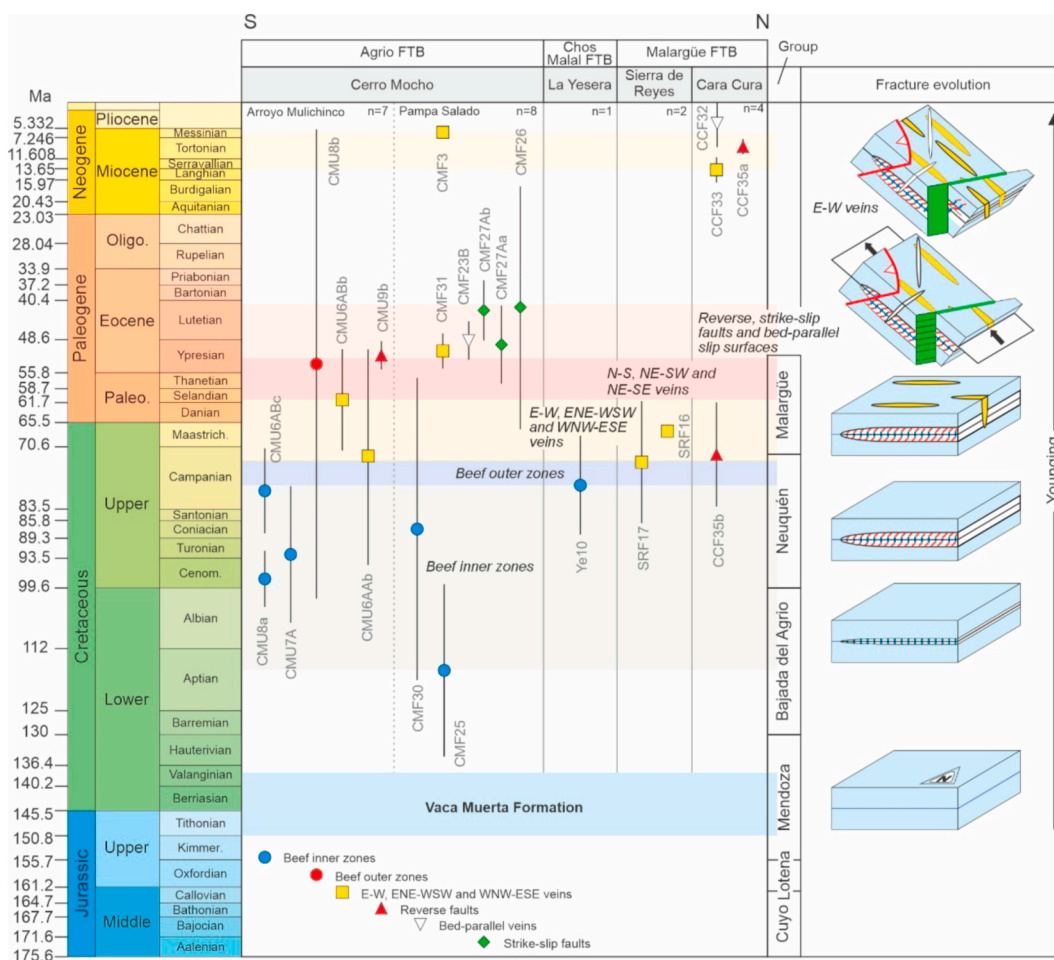 S
N
Agrio FTB
Chos
Malal FTB
Malargüe FTB
Group
Cerro Mocho
La Yesera
Sierra de
Reyes
Cara Cura
Fracture evolution
Ma
Arroyo Mulichinco
n=7
Pampa Salado
n=8
n=1
n=2
n=4
5.332
7.246
11.608
13.65
15.97
20.43
23.03
28.04
33.9
37.2
40.4
48.6
55.8
58.7
61.7
65.5
70.6
83.5
85.8
89.3
93.5
99.6
112
125
130
136.4
140.2
145.5
150.8
155.7
161.2
164.7
167.7
171.6
175.6
Neogene
Paleogene
Cretaceous
Jurassic
Pliocene
Miocene
Oligo.
Eocene
Paleo.
Upper
Lower
Upper
Middle
Messinian
Tortonian
Serravallian
Langhian
Burdigalian
Aquitanian
Chattian
Rupelian
Priabonian
Bartonian
Lutetian
Ypresian
Thanetian
Selandian
Danian
Maastrich.
Campanian
Santonian
Coniacian
Turonian
Cenom.
Albian
Aptian
Barremian
Hauterivian
Valanginian
Berriasian
Tithonian
Kimmer.
Oxfordian
Callovian
Bathonian
Bajocian
Aalenian
CMU8b
CMF3
CMF26
CCF32
CCF33
CCF35a
CMU6ABb
CMU9b
CMF31
CMF23B
CMF27Ab
CMF27Aa
CMU6ABc
CMU8a
CMU7A
CMU6AAb
CMF30
CMF25
Ye10
SRF17
SRF16
CCF35b
Reverse, strike-slip
faults and bed-parallel
slip surfaces
N-S, NE-SW and
NE-SE veins
E-W, ENE-WSW
and WNW-ESE
veins
Beef outer zones
Beef inner zones
Vaca Muerta Formation
Malargüe
Neuquén
Bajada del Agrio
Mendoza
Lotena
Cuyo
E-W veins
N
Younging
Beef inner zones
Beef outer zones
E-W, ENE-WSW and WNW-ESE veins
Reverse faults
Bed-parallel veins
Strike-slip faults